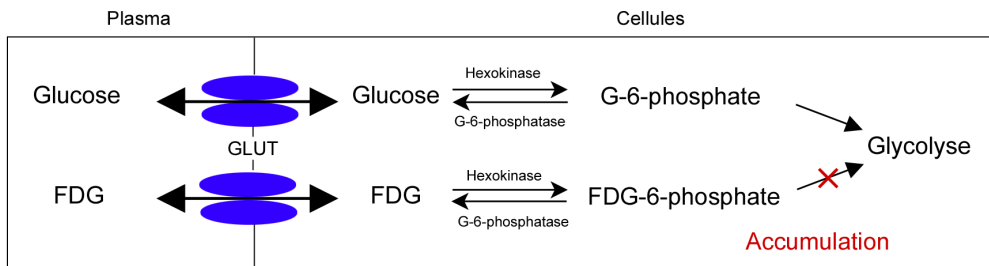 Plasma
Cellules
Glucose
Glucose
Hexokinase
G-6-phosphatase
G-6-phosphate
GLUT
Glycolyse
FDG
FDG
Hexokinase
G-6-phosphatase
FDG-6-phosphate
Accumulation